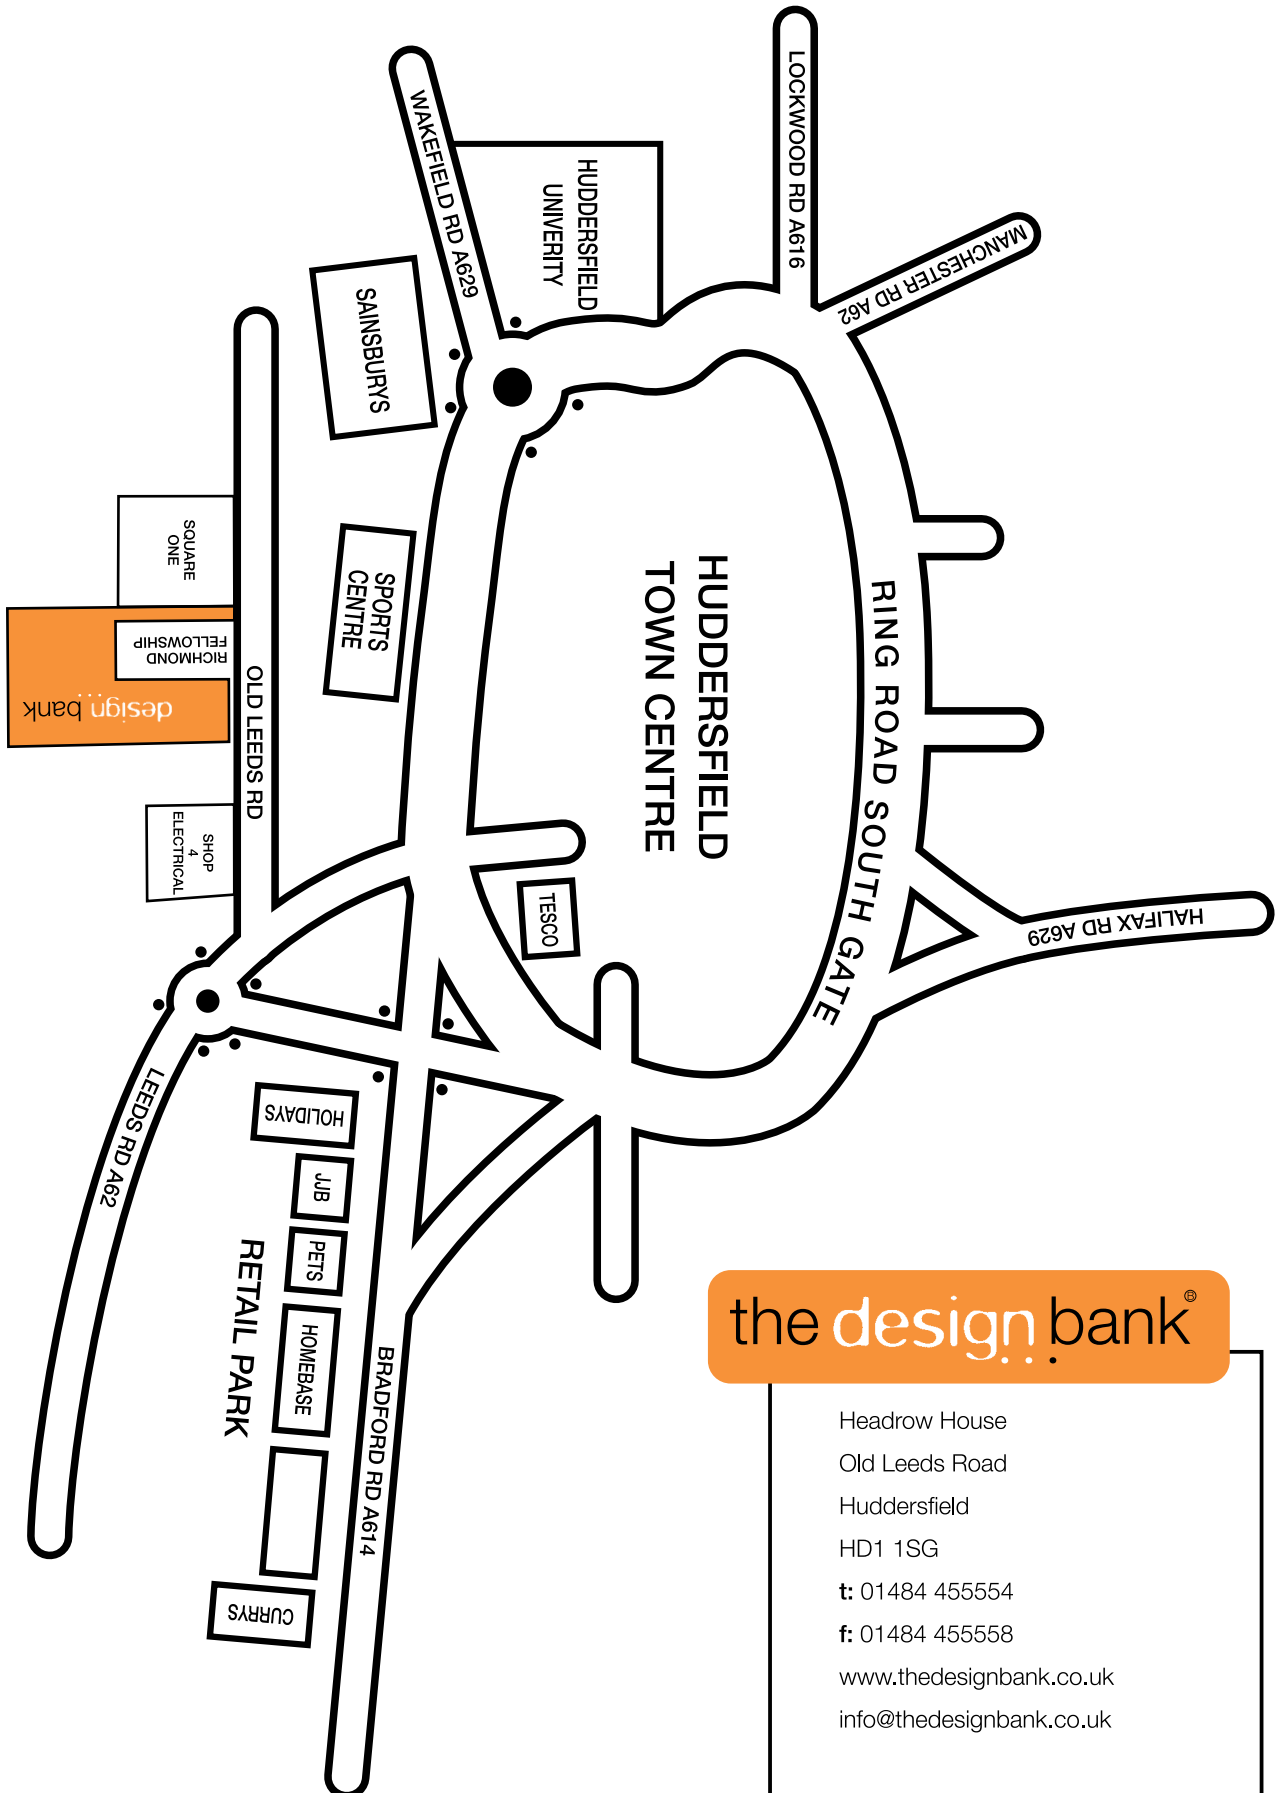 LOCKWOOD RD A616
MANCHESTER RD A62
WAKEFIELD RD A629
HUDDERSFIELD
UNIVERITY
SAINSBURYS
SQUARE
ONE
RICHMOND
FELLOWSHIP
design bank
OLD LEEDS RD
SPORTS
CENTRE
HUDDERSFIELD
TOWN CENTRE
RING ROAD SOUTH GATE
SHOP
4
ELECTRICAL
TESCO
HALIFAX RD A629
LEEDS RD A62
HOLIDAYS
JJB
PETS
HOMEBASE
CURRYS
RETAIL PARK
BRADFORD RD A614
the design bank®
Headrow House
Old Leeds Road
Huddersfield
HD1 1SG
t: 01484 455554
f: 01484 455558
www.thedesignbank.co.uk
info@thedesignbank.co.uk